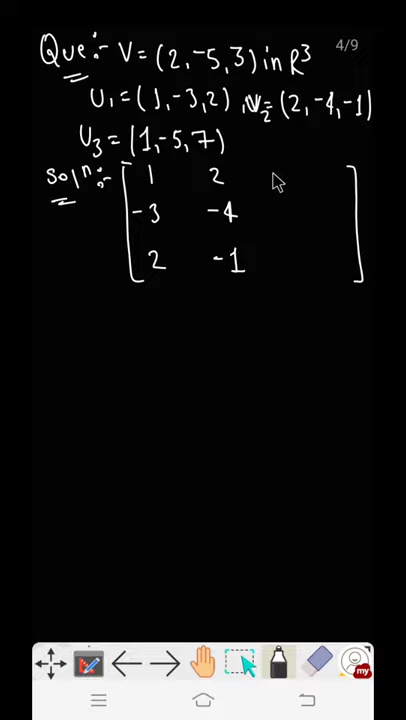 4/9
Que:- V = (2, -5, 3) in R³
U₁ = (1, -3, 2), U₂ = (2, -4, -1)
U₃ = (1, -5, 7)
Solⁿ:- [ 1 2
-3 -4
2 -1 ]
my